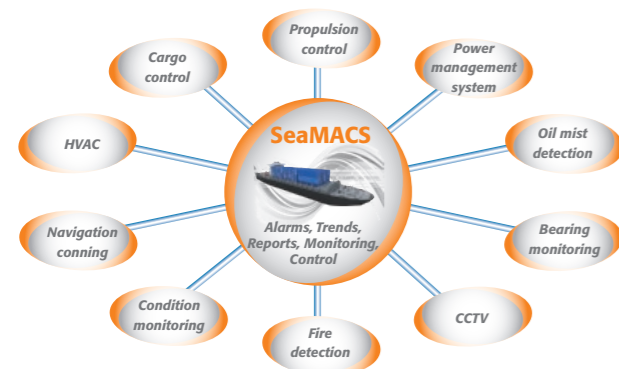 Propulsion
control
Cargo
control
Power
management
system
HVAC
SeaMACS
Oil mist
detection
Alarms, Trends,
Reports, Monitoring,
Control
Navigation
conning
Bearing
monitoring
Condition
monitoring
CCTV
Fire
detection